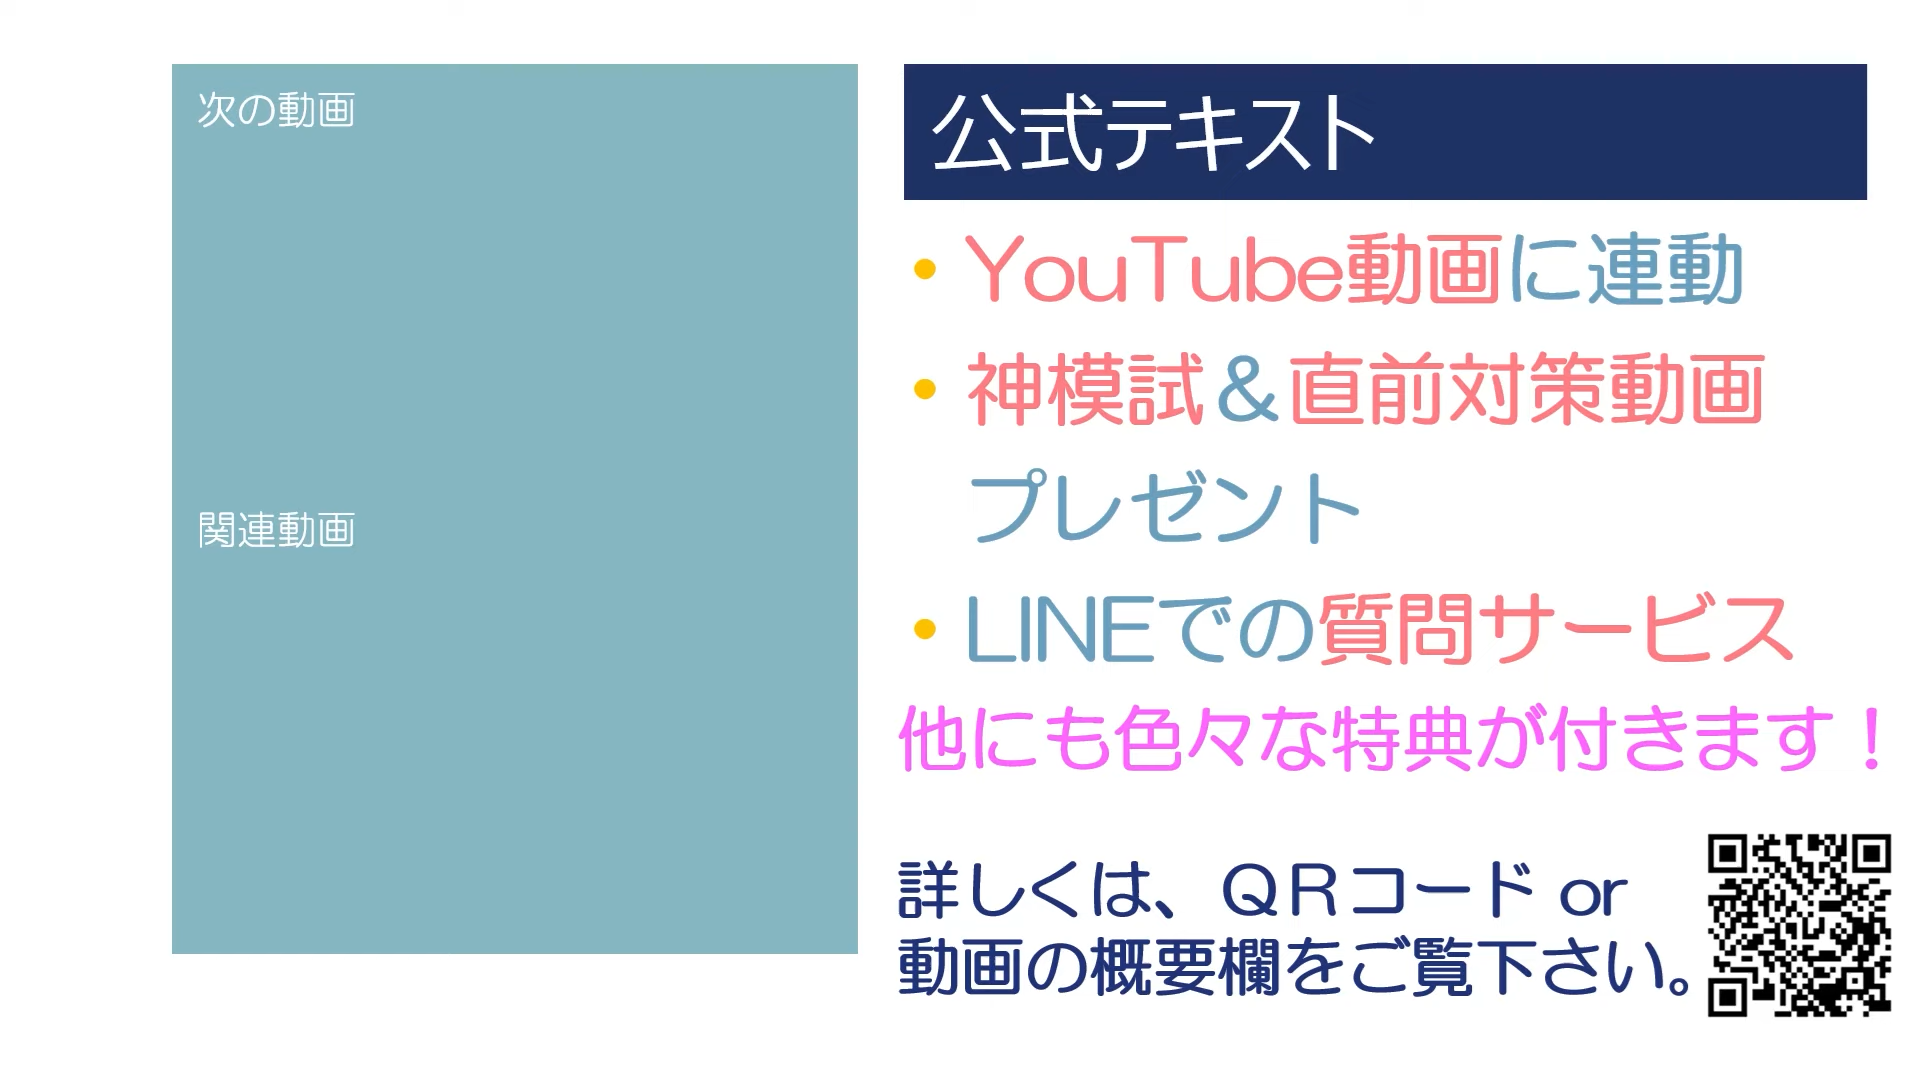 次の動画
関連動画
公式テキスト
• YouTube動画に連動
• 神模試＆直前対策動画
プレゼント
• LINEでの質問サービス
他にも色々な特典が付きます！
詳しくは、ＱＲコード or
動画の概要欄をご覧下さい。